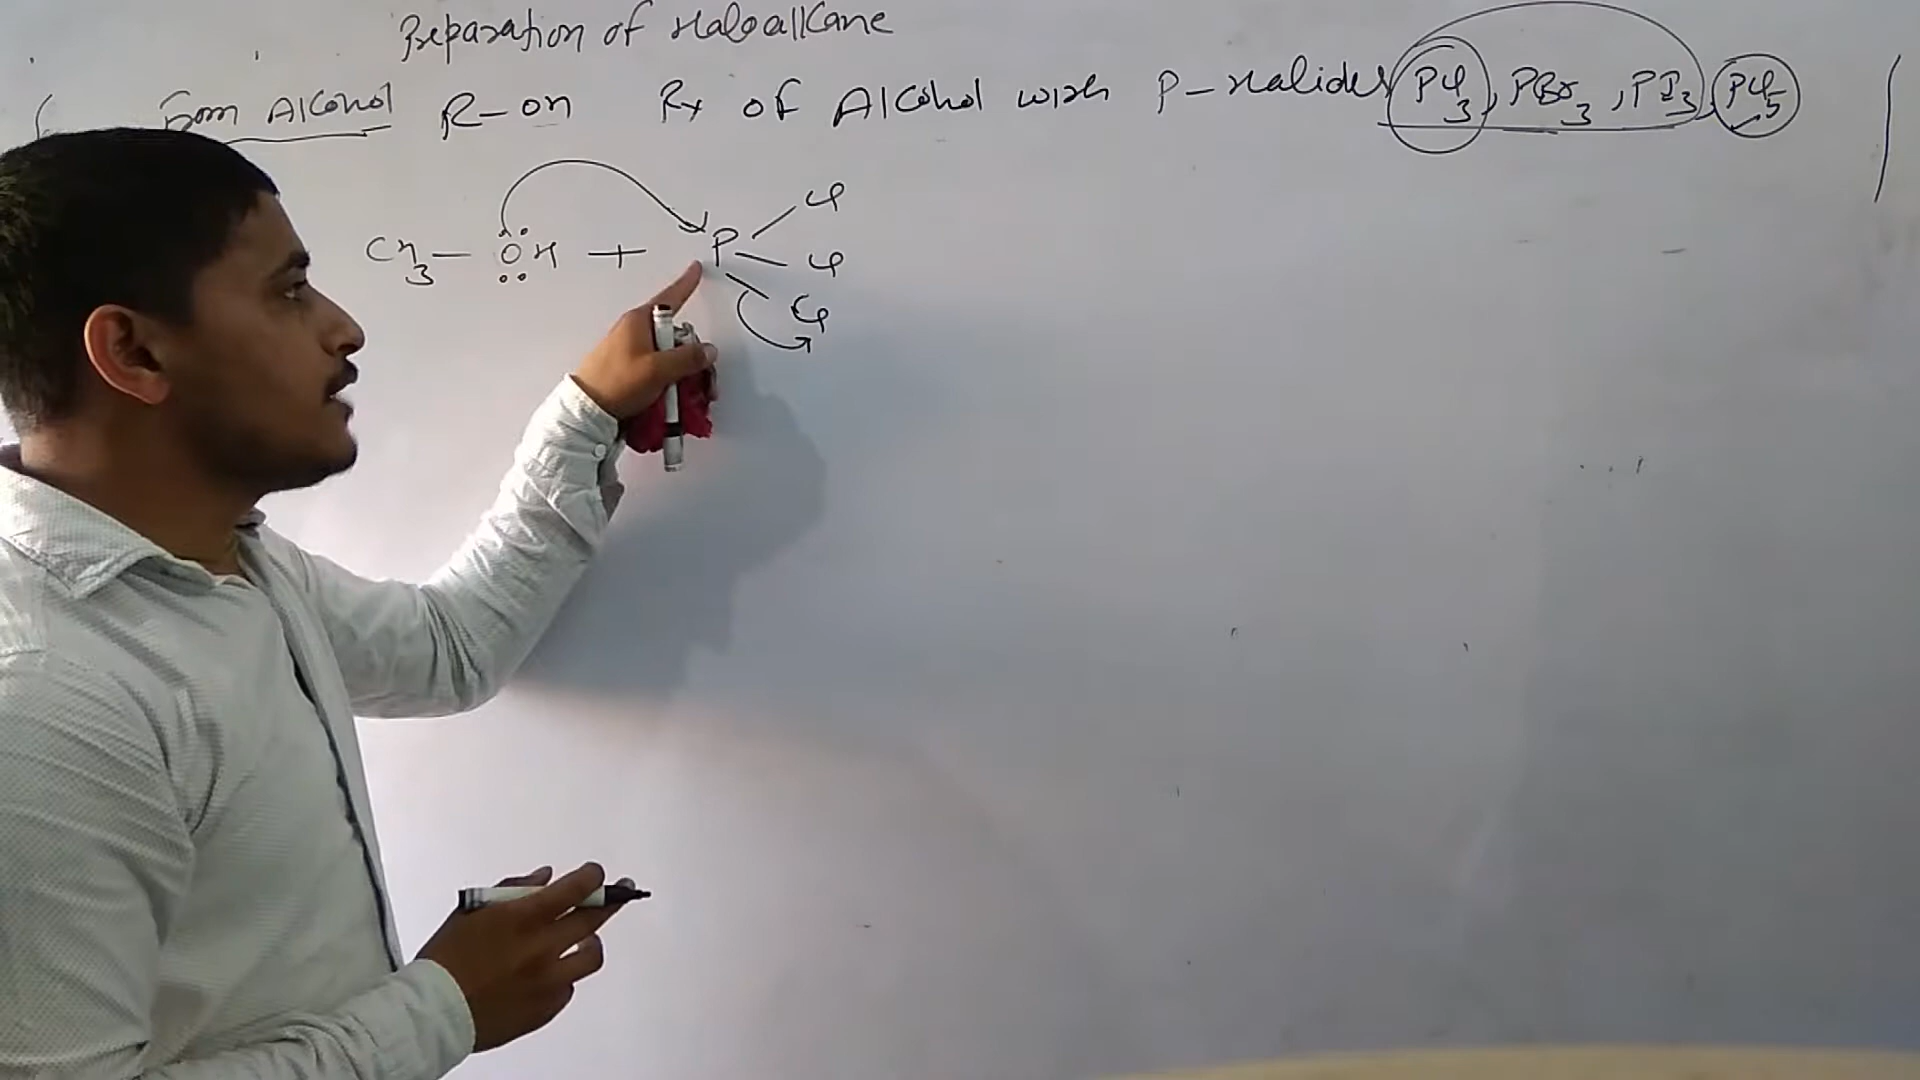 Preparation of Haloalkane
From Alcohol R-OH Rx of Alcohol with P-Halides PCl3, PBr3, PI3, PCl5
Cl
CH3-OH + P Cl
Cl